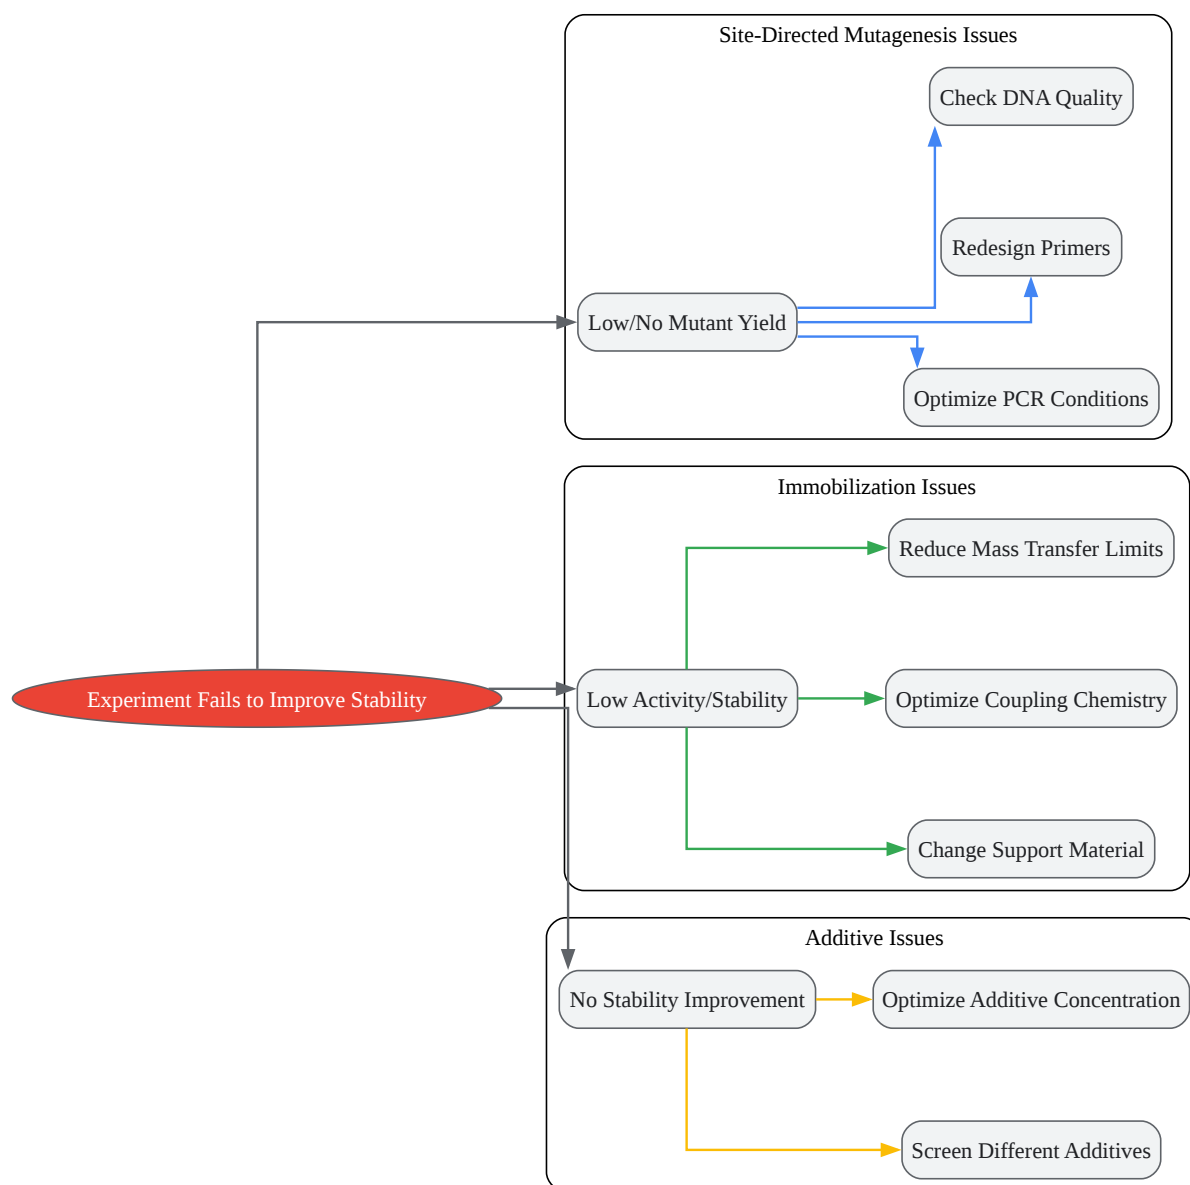 Site-Directed Mutagenesis Issues
Check DNA Quality
Redesign Primers
Low/No Mutant Yield
Optimize PCR Conditions
Immobilization Issues
Reduce Mass Transfer Limits
Experiment Fails to Improve Stability
Low Activity/Stability
Optimize Coupling Chemistry
Change Support Material
Additive Issues
No Stability Improvement
Optimize Additive Concentration
Screen Different Additives